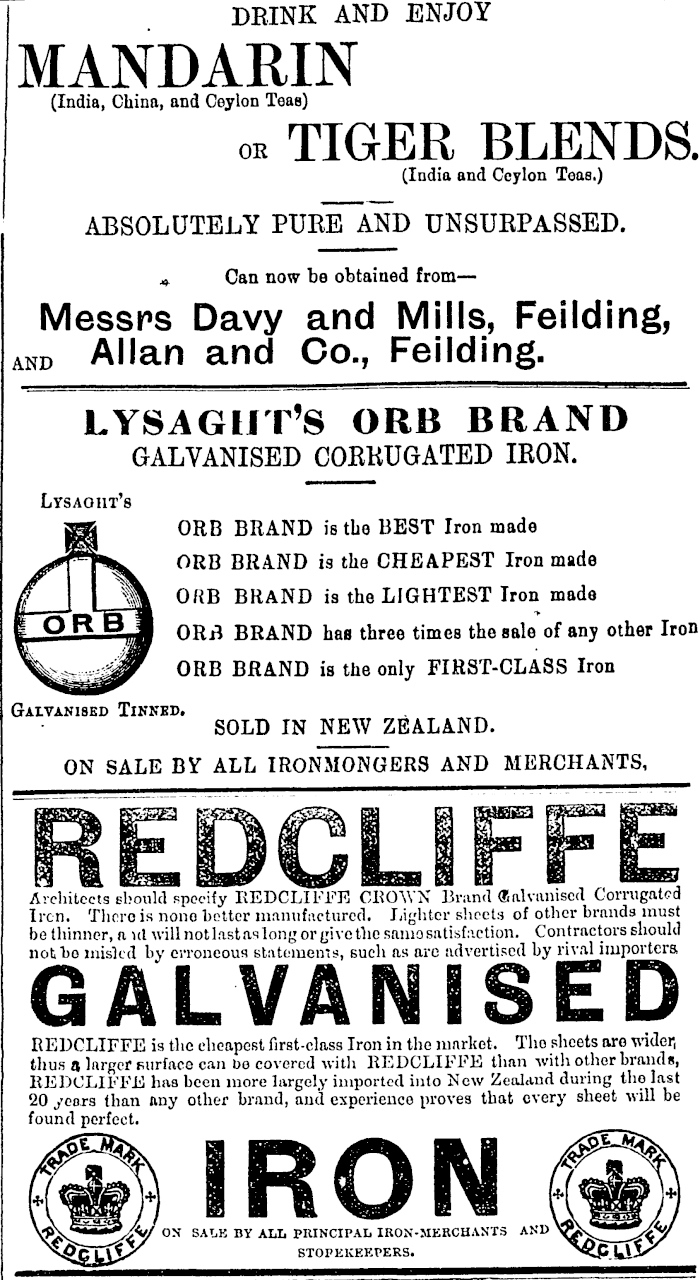 DRINK AND ENJOY
MANDARIN
(India, China, and Ceylon Teas)
OR TIGER BLENDS.
(India and Ceylon Teas.)
ABSOLUTELY PURE AND UNSURPASSED.
Can now be obtained from—
Messrs Davy and Mills, Feilding,
AND Allan and Co., Feilding.
LYSAGHT'S ORB BRAND
GALVANISED CORRUGATED IRON.
LYSAGHT'S
ORB
GALVANISED TINNED.
ORB BRAND is the BEST Iron made
ORB BRAND is the CHEAPEST Iron made
ORB BRAND is the LIGHTEST Iron made
ORB BRAND has three times the sale of any other Iron
ORB BRAND is the only FIRST-CLASS Iron
SOLD IN NEW ZEALAND.
ON SALE BY ALL IRONMONGERS AND MERCHANTS,
REDCLIFFE
Architects should specify REDCLIFFE CROWN Brand Galvanised Corrugated
Iron. There is none better manufactured. Lighter sheets of other brands must
be thinner, and will not last as long or give the same satisfaction. Contractors should
not be misled by erroneous statements, such as are advertised by rival importers
GALVANISED
REDCLIFFE is the cheapest first-class Iron in the market. The sheets are wider,
thus a larger surface can be covered with REDCLIFFE than with other brands,
REDCLIFFE has been more largely imported into New Zealand during the last
20 years than any other brand, and experience proves that every sheet will be
found perfect.
TRADE MARK
REDCLIFFE
IRON
TRADE MARK
REDCLIFFE
ON SALE BY ALL PRINCIPAL IRON-MERCHANTS AND
STOPEKEEPERS.